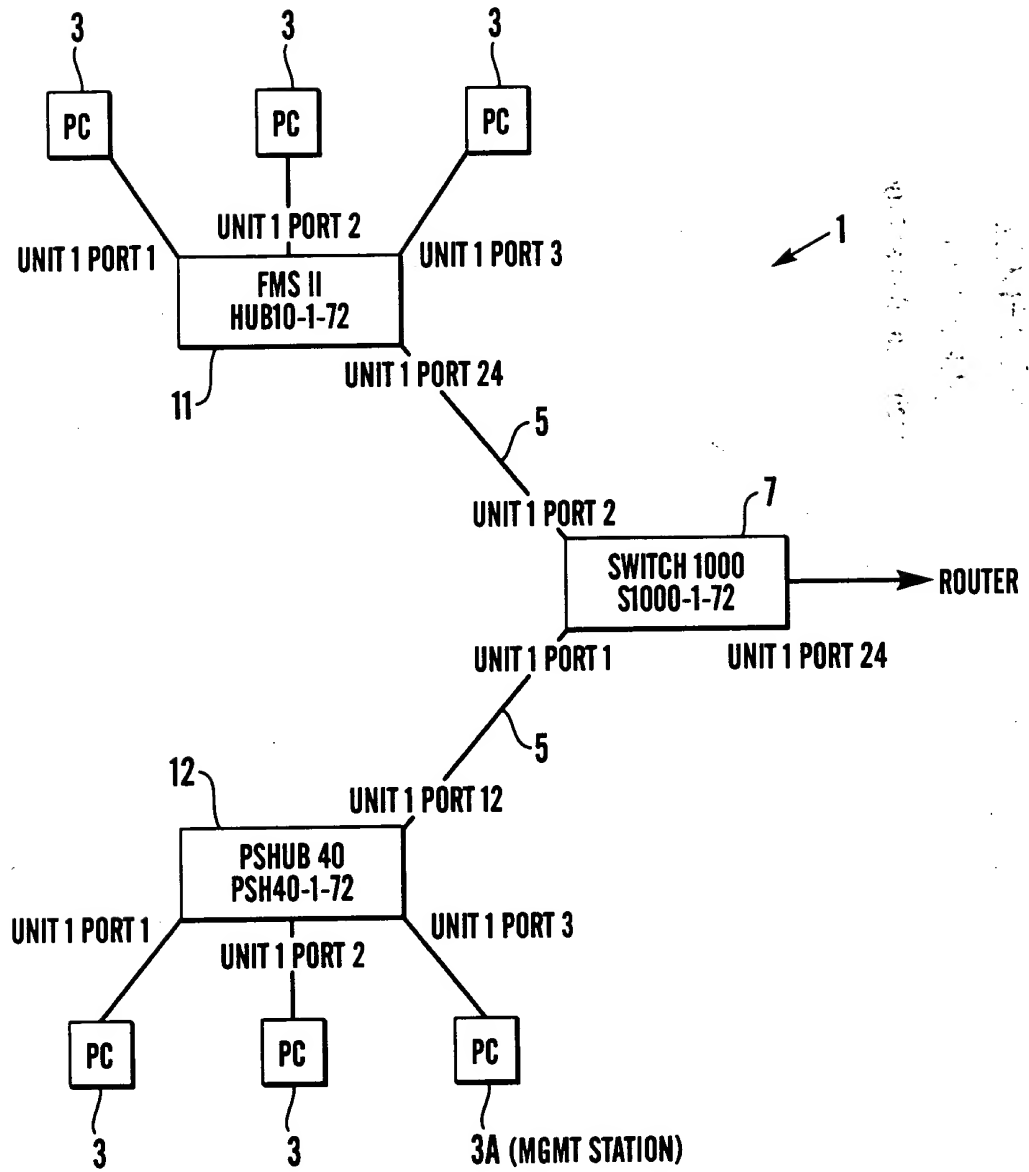 3
3
3
PC
PC
PC
UNIT 1 PORT 1
UNIT 1 PORT 2
UNIT 1 PORT 3
1
FMS II
HUB10-1-72
11
UNIT 1 PORT 24
5
UNIT 1 PORT 2
7
SWITCH 1000
S1000-1-72
ROUTER
UNIT 1 PORT 1
UNIT 1 PORT 24
5
12
UNIT 1 PORT 12
PSHUB 40
PSH40-1-72
UNIT 1 PORT 1
UNIT 1 PORT 2
UNIT 1 PORT 3
PC
PC
PC
3
3
3A (MGMT STATION)